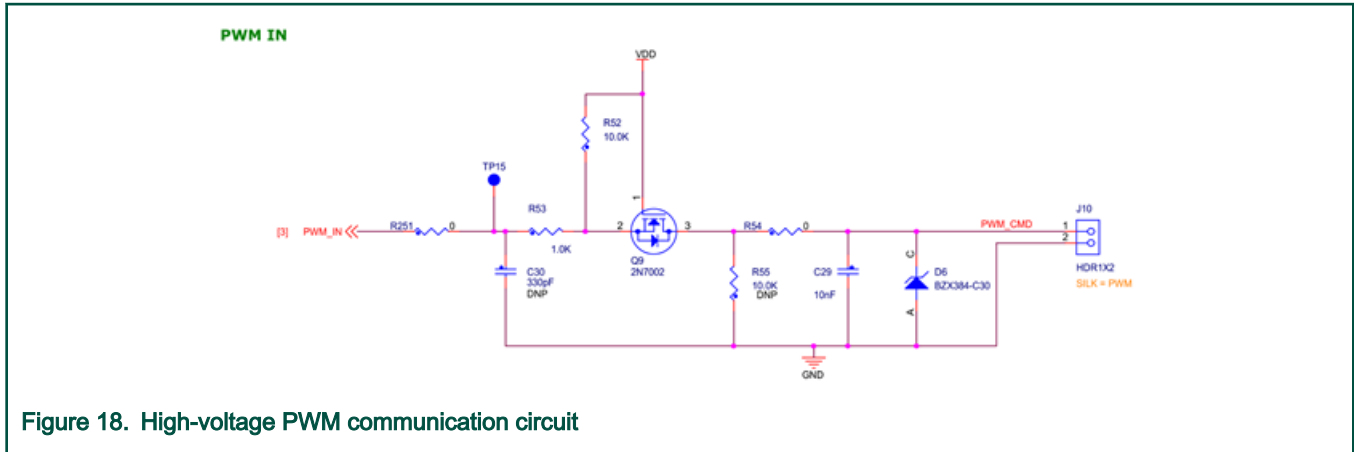 PWM IN
VDD
R52
10.0K
TP15
R53
J10
[3] PWM_IN R251 0 2 1 3 R54 0 PWM_CMD 1
2
1.0K
Q9
2N7002
HDR1X2
SILK = PWM
C30
330pF
DNP
R55
10.0K
DNP
C29
10nF
C
D6
BZX384-C30
A
GND
Figure 18. High-voltage PWM communication circuit